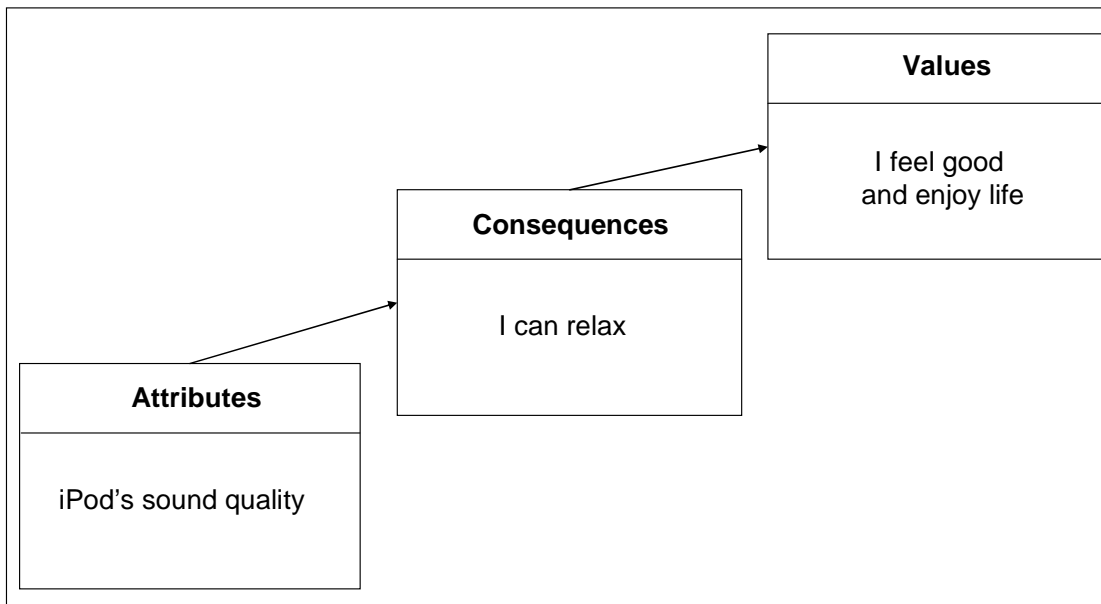 Values
I feel good
and enjoy life
Consequences
I can relax
Attributes
iPod’s sound quality